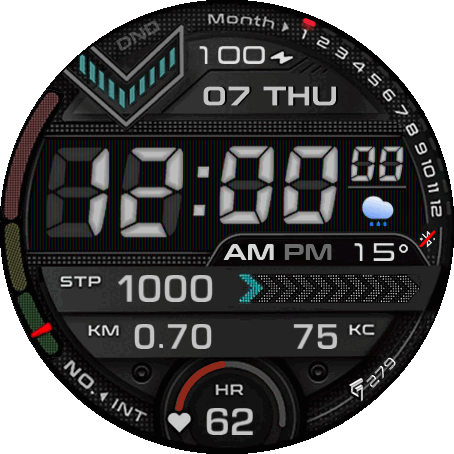 Month
1 2 3 4 5 6 7 8 9 10 11 12
DND
100
07 THU
12:00 00
AM PM 15°
STP 1000
KM 0.70 75 KC
NO. INT
HR
62
279